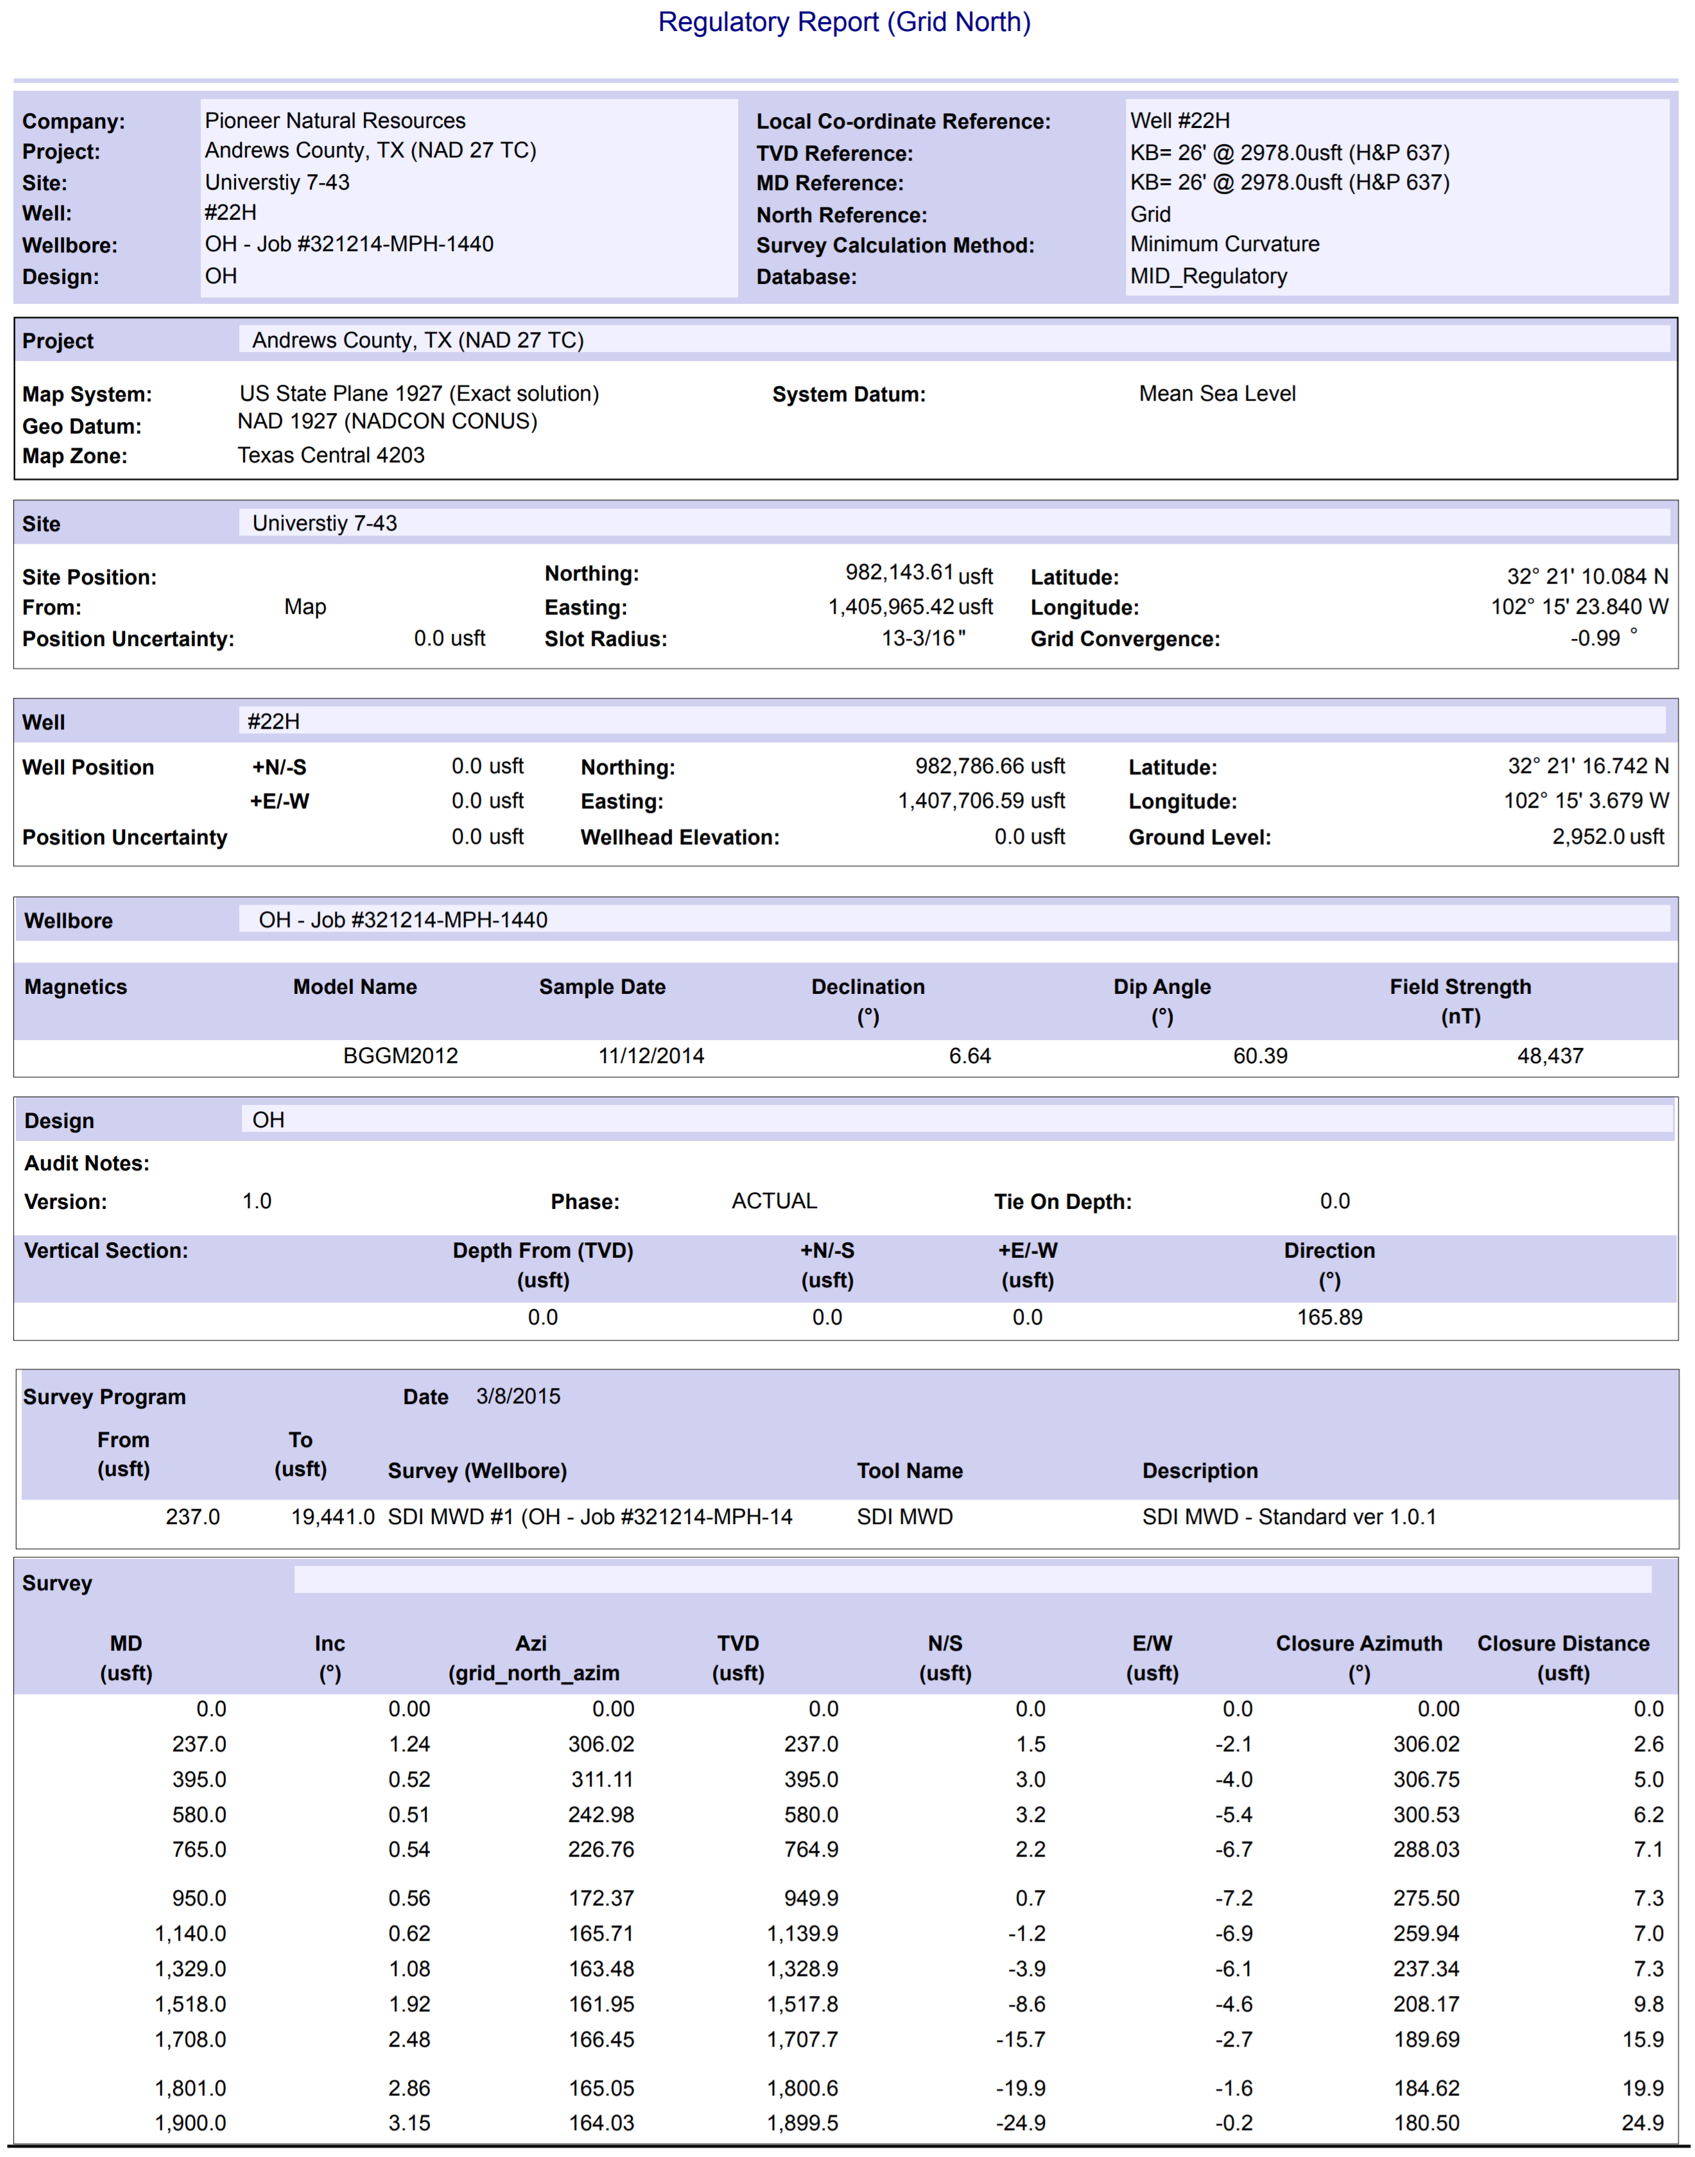 Regulatory Report (Grid North)
Company: Pioneer Natural Resources Local Co-ordinate Reference: Well #22H
Project: Andrews County, TX (NAD 27 TC) TVD Reference: KB= 26' @ 2978.0usft (H&P 637)
Site: Universtiy 7-43 MD Reference: KB= 26' @ 2978.0usft (H&P 637)
Well: #22H North Reference: Grid
Wellbore: OH - Job #321214-MPH-1440 Survey Calculation Method: Minimum Curvature
Design: OH Database: MID_Regulatory
Project Andrews County, TX (NAD 27 TC)
Map System: US State Plane 1927 (Exact solution) System Datum: Mean Sea Level
Geo Datum: NAD 1927 (NADCON CONUS)
Map Zone: Texas Central 4203
Site Universtiy 7-43
Site Position: Northing: 982,143.61 usft Latitude: 32° 21' 10.084 N
From: Map Easting: 1,405,965.42 usft Longitude: 102° 15' 23.840 W
Position Uncertainty: 0.0 usft Slot Radius: 13-3/16 " Grid Convergence: -0.99 °
Well #22H
Well Position +N/-S 0.0 usft Northing: 982,786.66 usft Latitude: 32° 21' 16.742 N
+E/-W 0.0 usft Easting: 1,407,706.59 usft Longitude: 102° 15' 3.679 W
Position Uncertainty 0.0 usft Wellhead Elevation: 0.0 usft Ground Level: 2,952.0 usft
Wellbore OH - Job #321214-MPH-1440
Magnetics Model Name Sample Date Declination Dip Angle Field Strength
(°) (°) (nT)
BGGM2012 11/12/2014 6.64 60.39 48,437
Design OH
Audit Notes:
Version: 1.0 Phase: ACTUAL Tie On Depth: 0.0
Vertical Section: Depth From (TVD) +N/-S +E/-W Direction
(usft) (usft) (usft) (°)
0.0 0.0 0.0 165.89
Survey Program Date 3/8/2015
From To
(usft) (usft) Survey (Wellbore) Tool Name Description
237.0 19,441.0 SDI MWD #1 (OH - Job #321214-MPH-14 SDI MWD SDI MWD - Standard ver 1.0.1
Survey
MD Inc Azi TVD N/S E/W Closure Azimuth Closure Distance
(usft) (°) (grid_north_azim (usft) (usft) (usft) (°) (usft)
0.0 0.00 0.00 0.0 0.0 0.0 0.00 0.0
237.0 1.24 306.02 237.0 1.5 -2.1 306.02 2.6
395.0 0.52 311.11 395.0 3.0 -4.0 306.75 5.0
580.0 0.51 242.98 580.0 3.2 -5.4 300.53 6.2
765.0 0.54 226.76 764.9 2.2 -6.7 288.03 7.1
950.0 0.56 172.37 949.9 0.7 -7.2 275.50 7.3
1,140.0 0.62 165.71 1,139.9 -1.2 -6.9 259.94 7.0
1,329.0 1.08 163.48 1,328.9 -3.9 -6.1 237.34 7.3
1,518.0 1.92 161.95 1,517.8 -8.6 -4.6 208.17 9.8
1,708.0 2.48 166.45 1,707.7 -15.7 -2.7 189.69 15.9
1,801.0 2.86 165.05 1,800.6 -19.9 -1.6 184.62 19.9
1,900.0 3.15 164.03 1,899.5 -24.9 -0.2 180.50 24.9